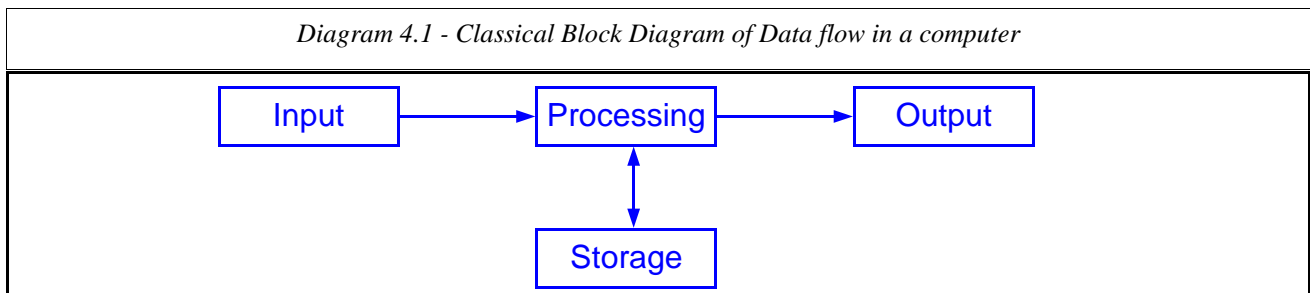 Diagram 4.1 - Classical Block Diagram of Data flow in a computer
Input
Processing
Output
Storage